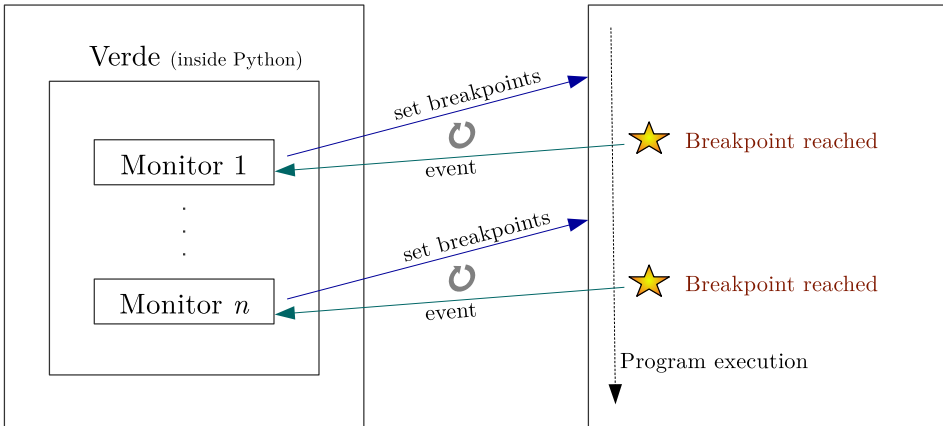 Verde (inside Python)
set breakpoints
Breakpoint reached
Monitor 1
event
.
.
.
set breakpoints
Breakpoint reached
Monitor n
event
Program execution